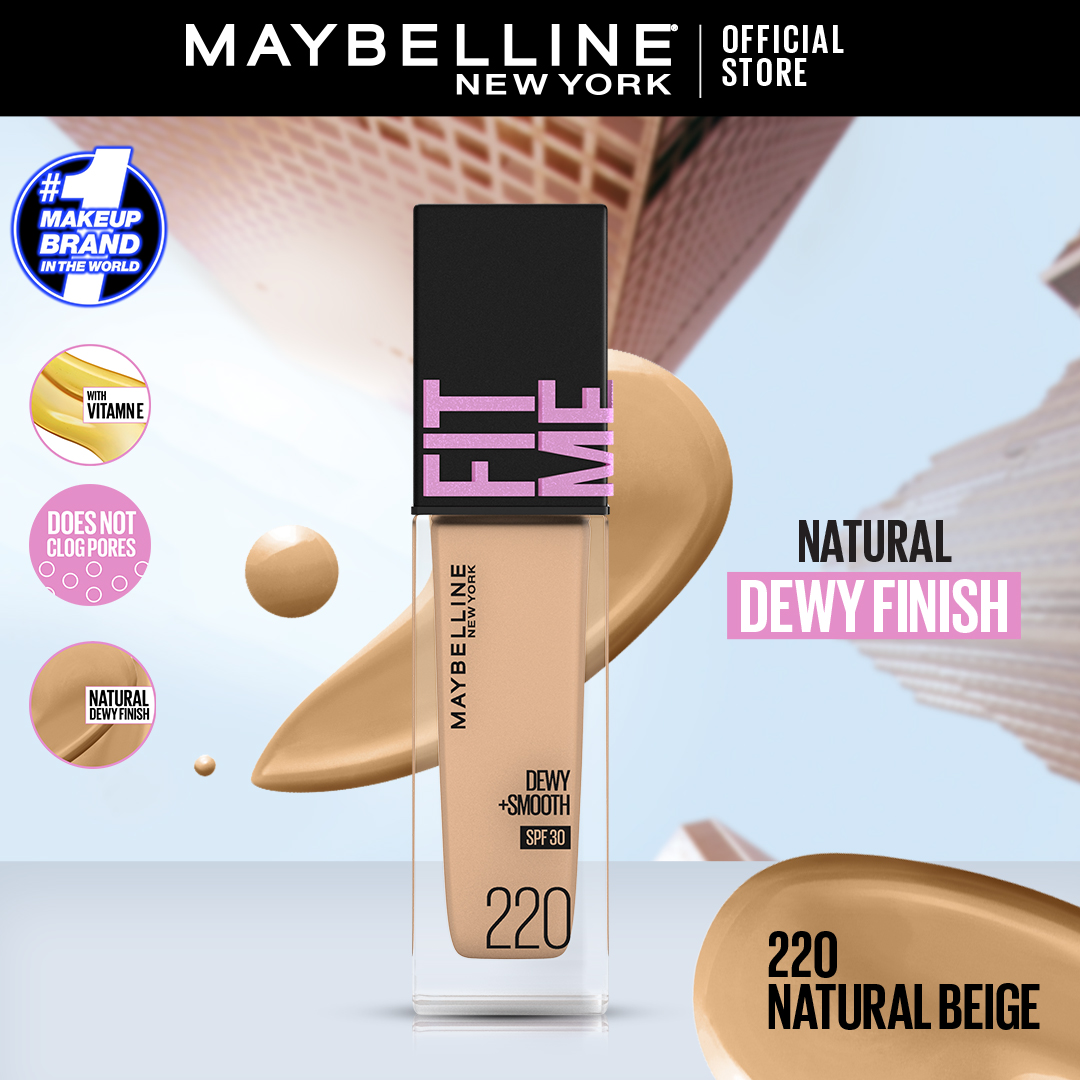 MAYBELLINE
NEW YORK
OFFICIAL
STORE
#1
MAKEUP
BRAND
IN THE WORLD
WITH
VITAMN E
DOES NOT
CLOG PORES
NATURAL
DEWY FINISH
FIT
ME
MAYBELLINE
NEW YORK
DEWY
+SMOOTH
SPF 30
220
NATURAL
DEWY FINISH
220
NATURAL BEIGE